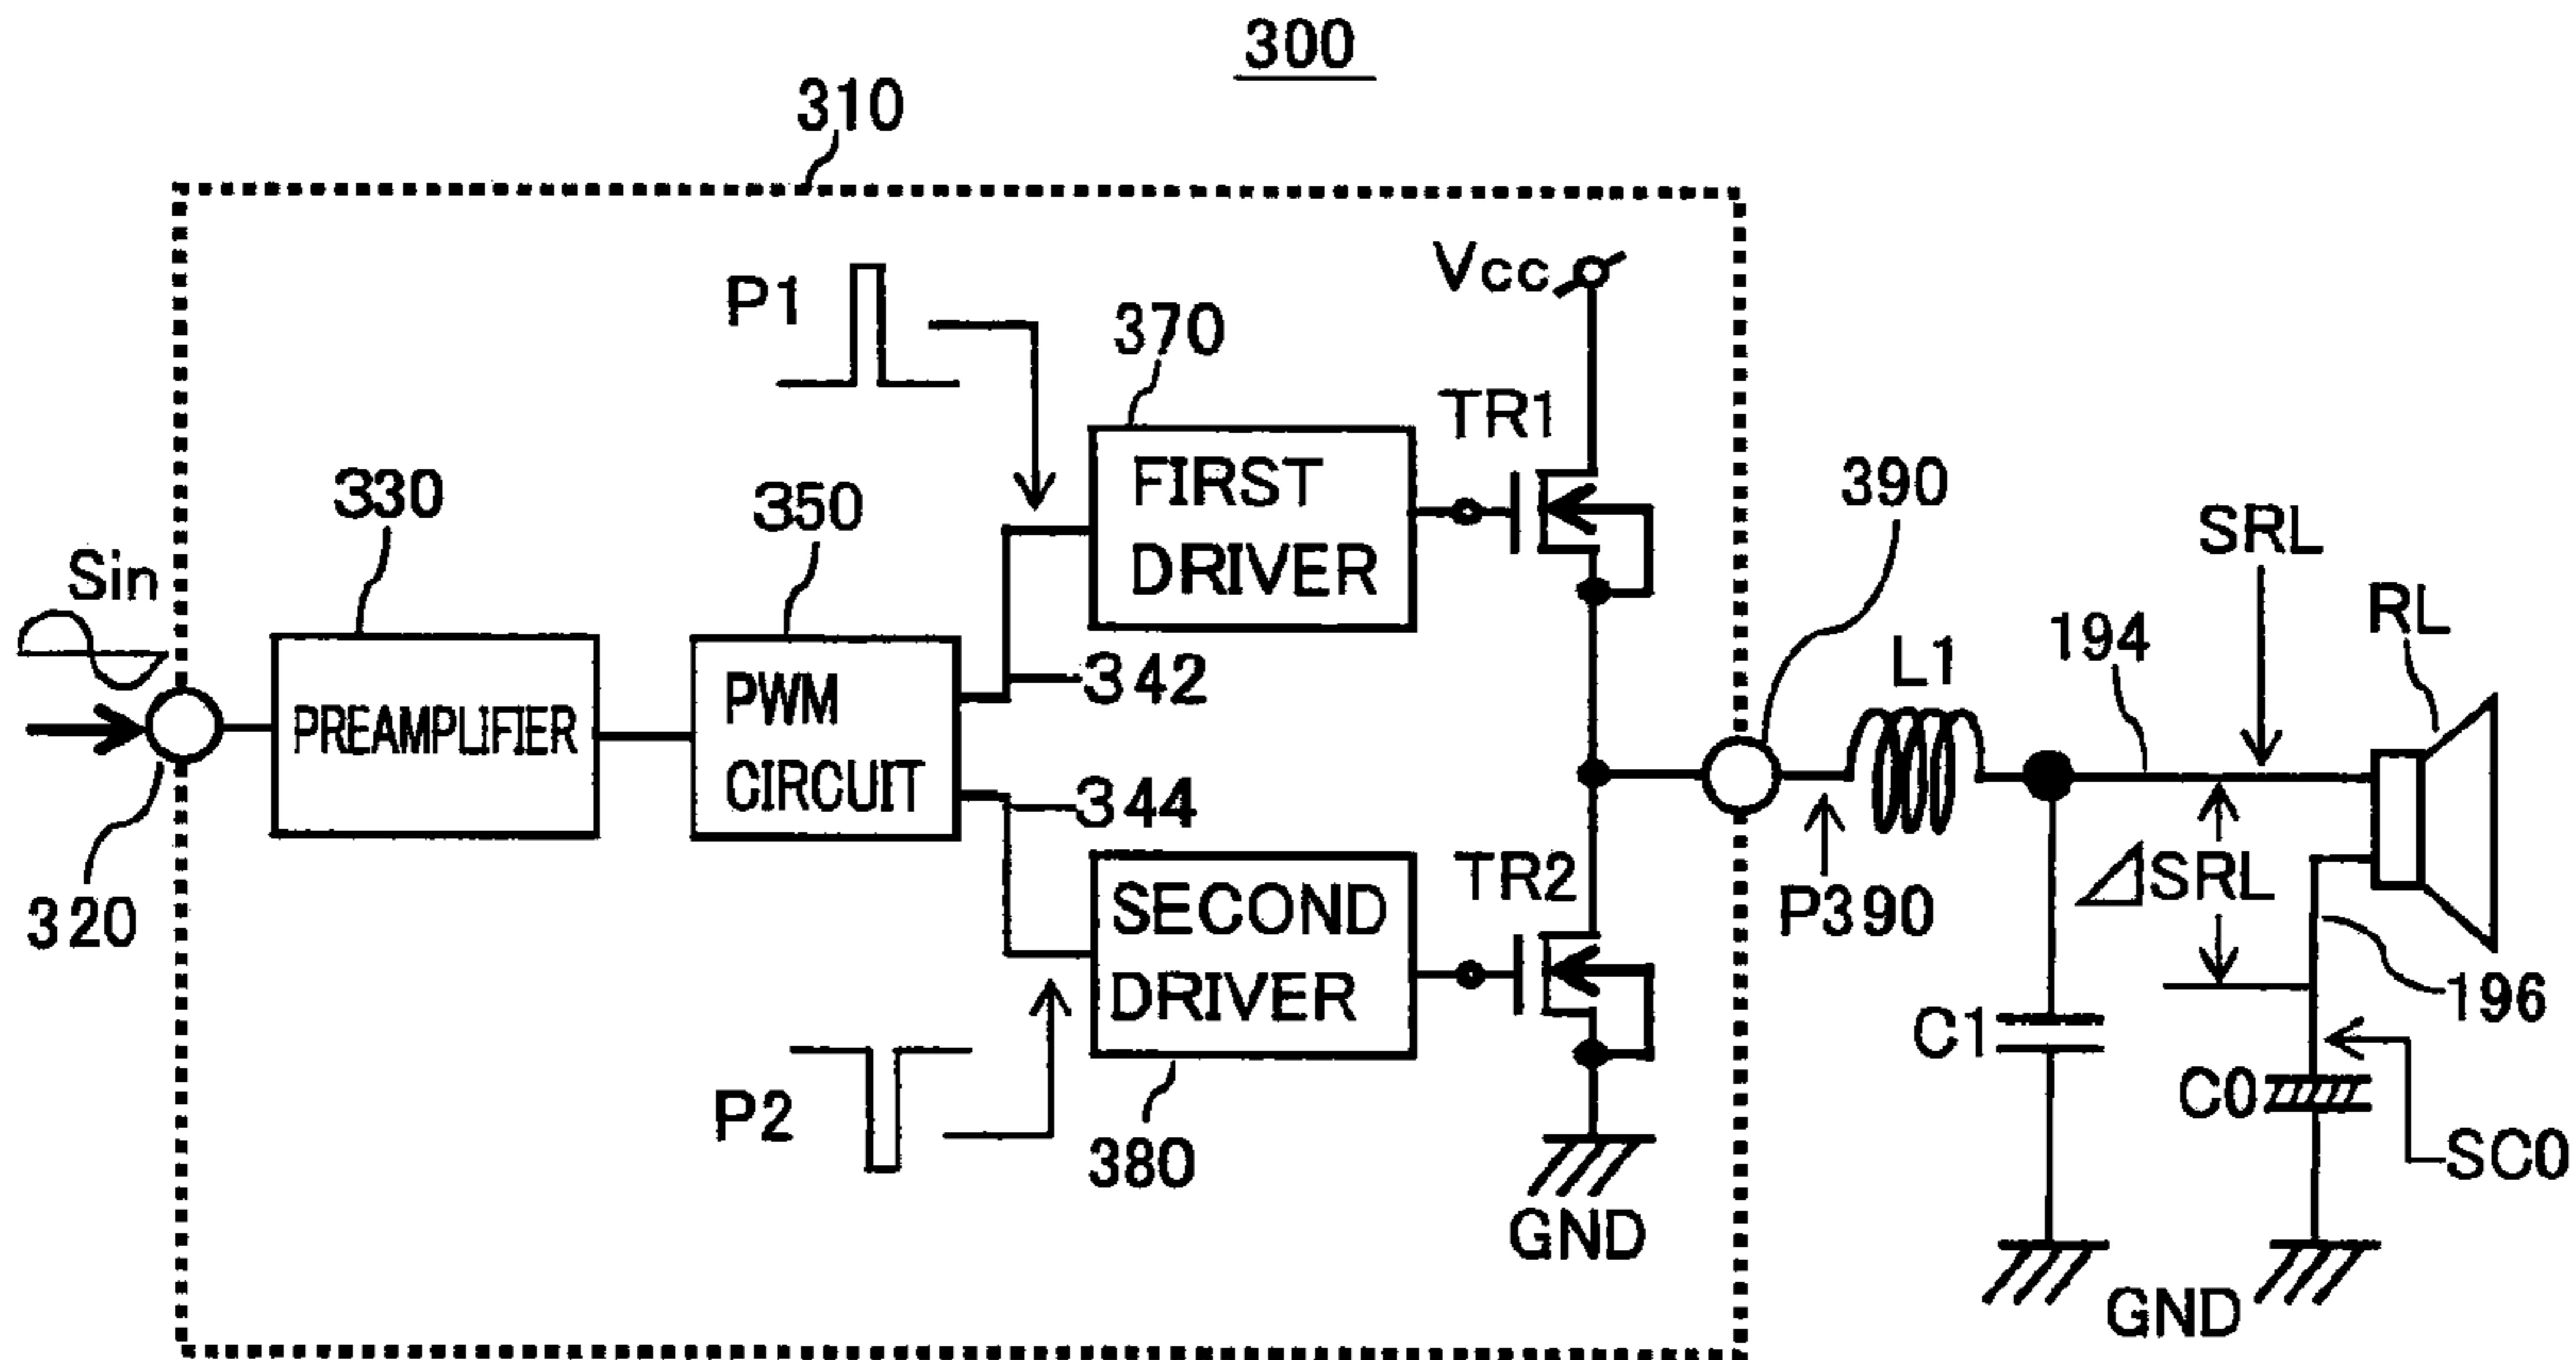 300
310
P1
Vcc
370
TR1
FIRST
DRIVER
390
SRL
330
350
Sin
RL
194
L1
342
PREAMPLIFIER
PWM
CIRCUIT
344
320
SECOND
DRIVER
TR2
P390
⊿SRL
196
C1
C0
SC0
P2
380
GND
GND